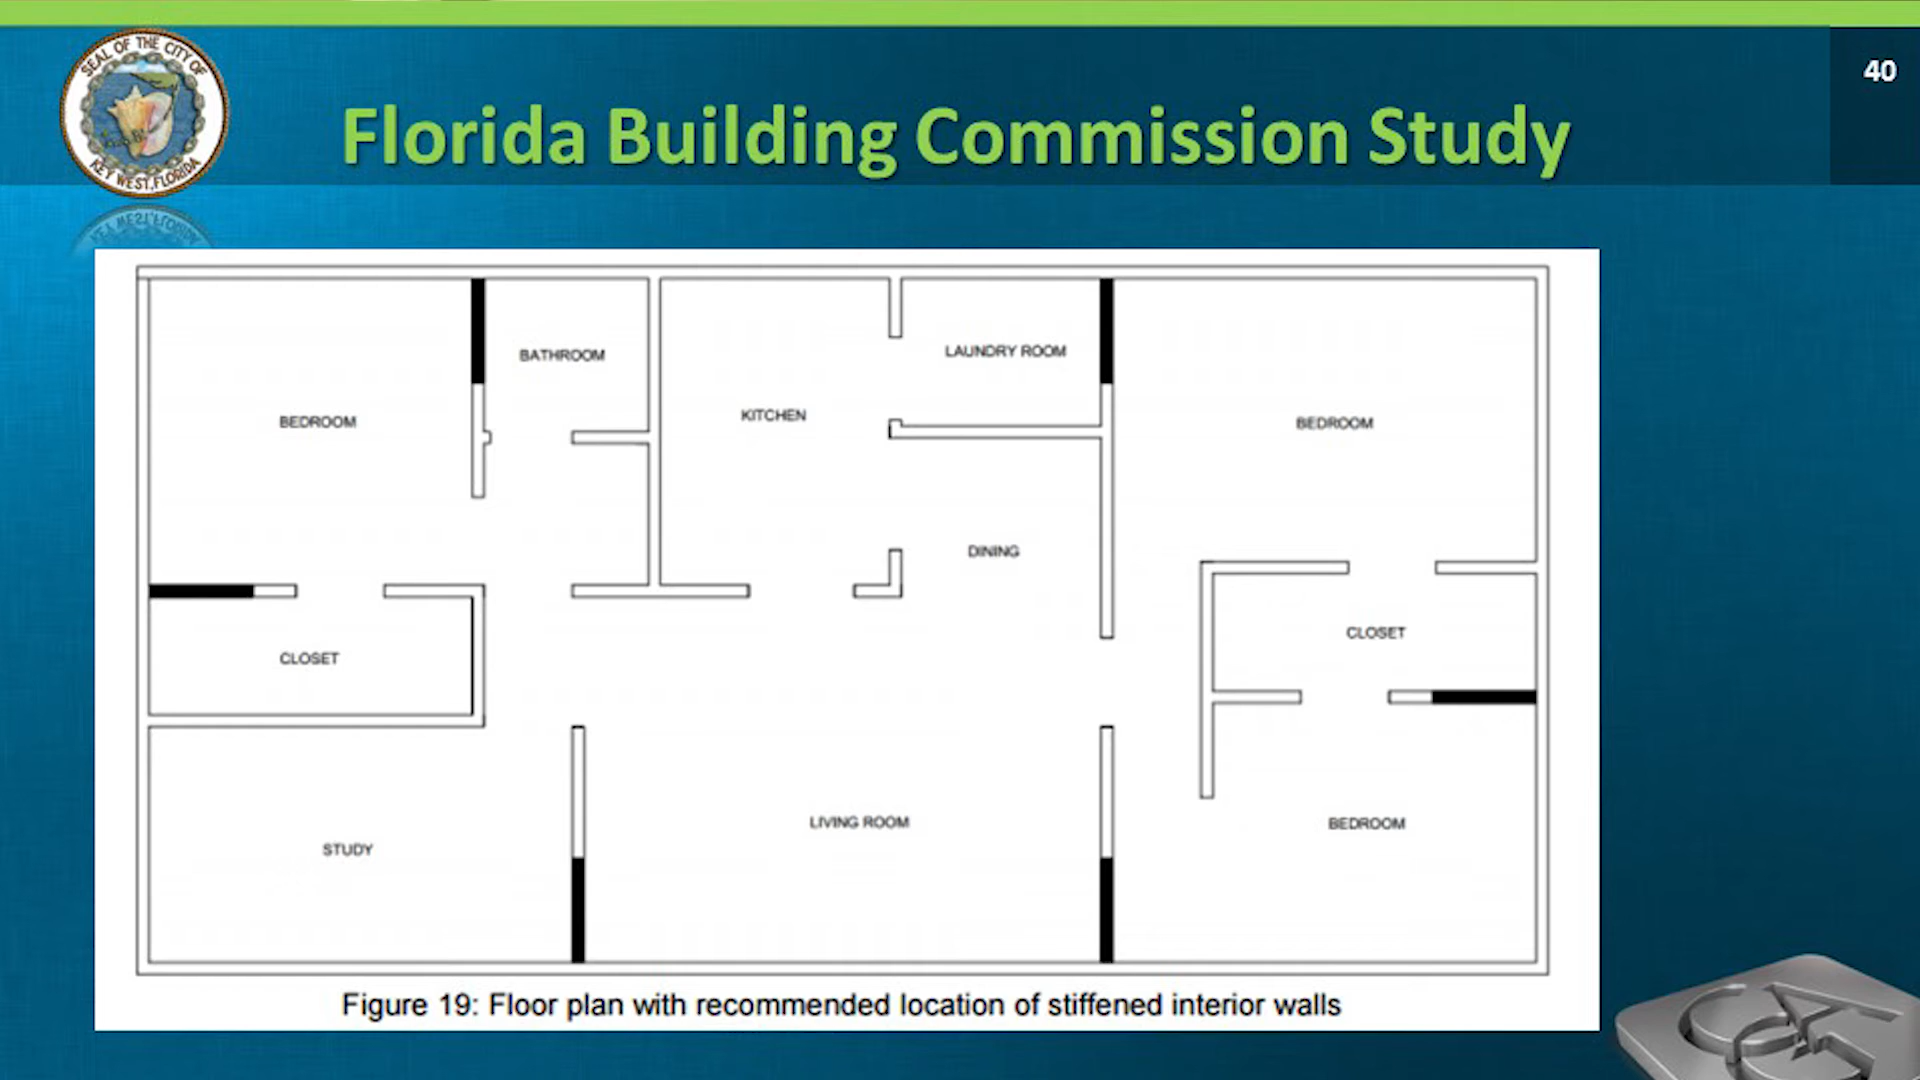 40
SEAL OF THE CITY OF
KEY WEST, FLORIDA
Florida Building Commission Study
BATHROOM
LAUNDRY ROOM
KITCHEN
BEDROOM
BEDROOM
DINING
CLOSET
CLOSET
LIVING ROOM
BEDROOM
STUDY
Figure 19: Floor plan with recommended location of stiffened interior walls